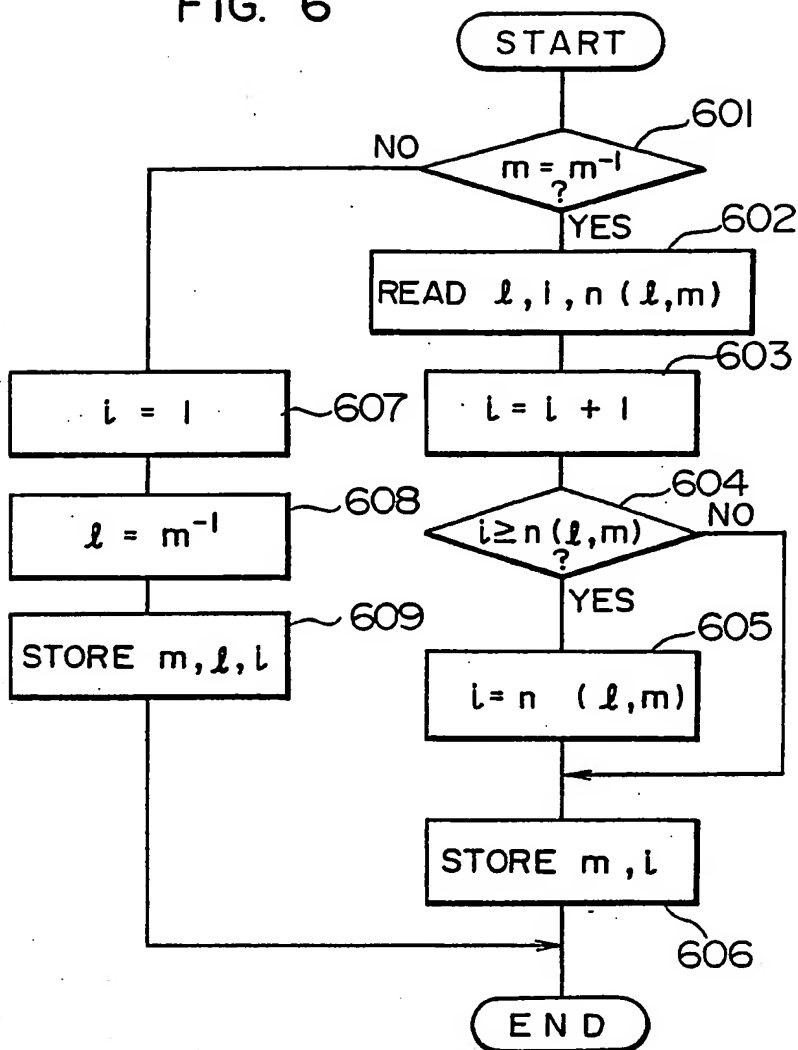 FIG. 6
START
601
NO
m = m⁻¹
?
YES
602
READ ℓ, i, n (ℓ,m)
603
i = i + 1
604
i ≥ n (ℓ,m)
?
NO
YES
605
i = n (ℓ,m)
STORE m, i
606
i = 1
607
ℓ = m⁻¹
608
STORE m, ℓ, i
609
END